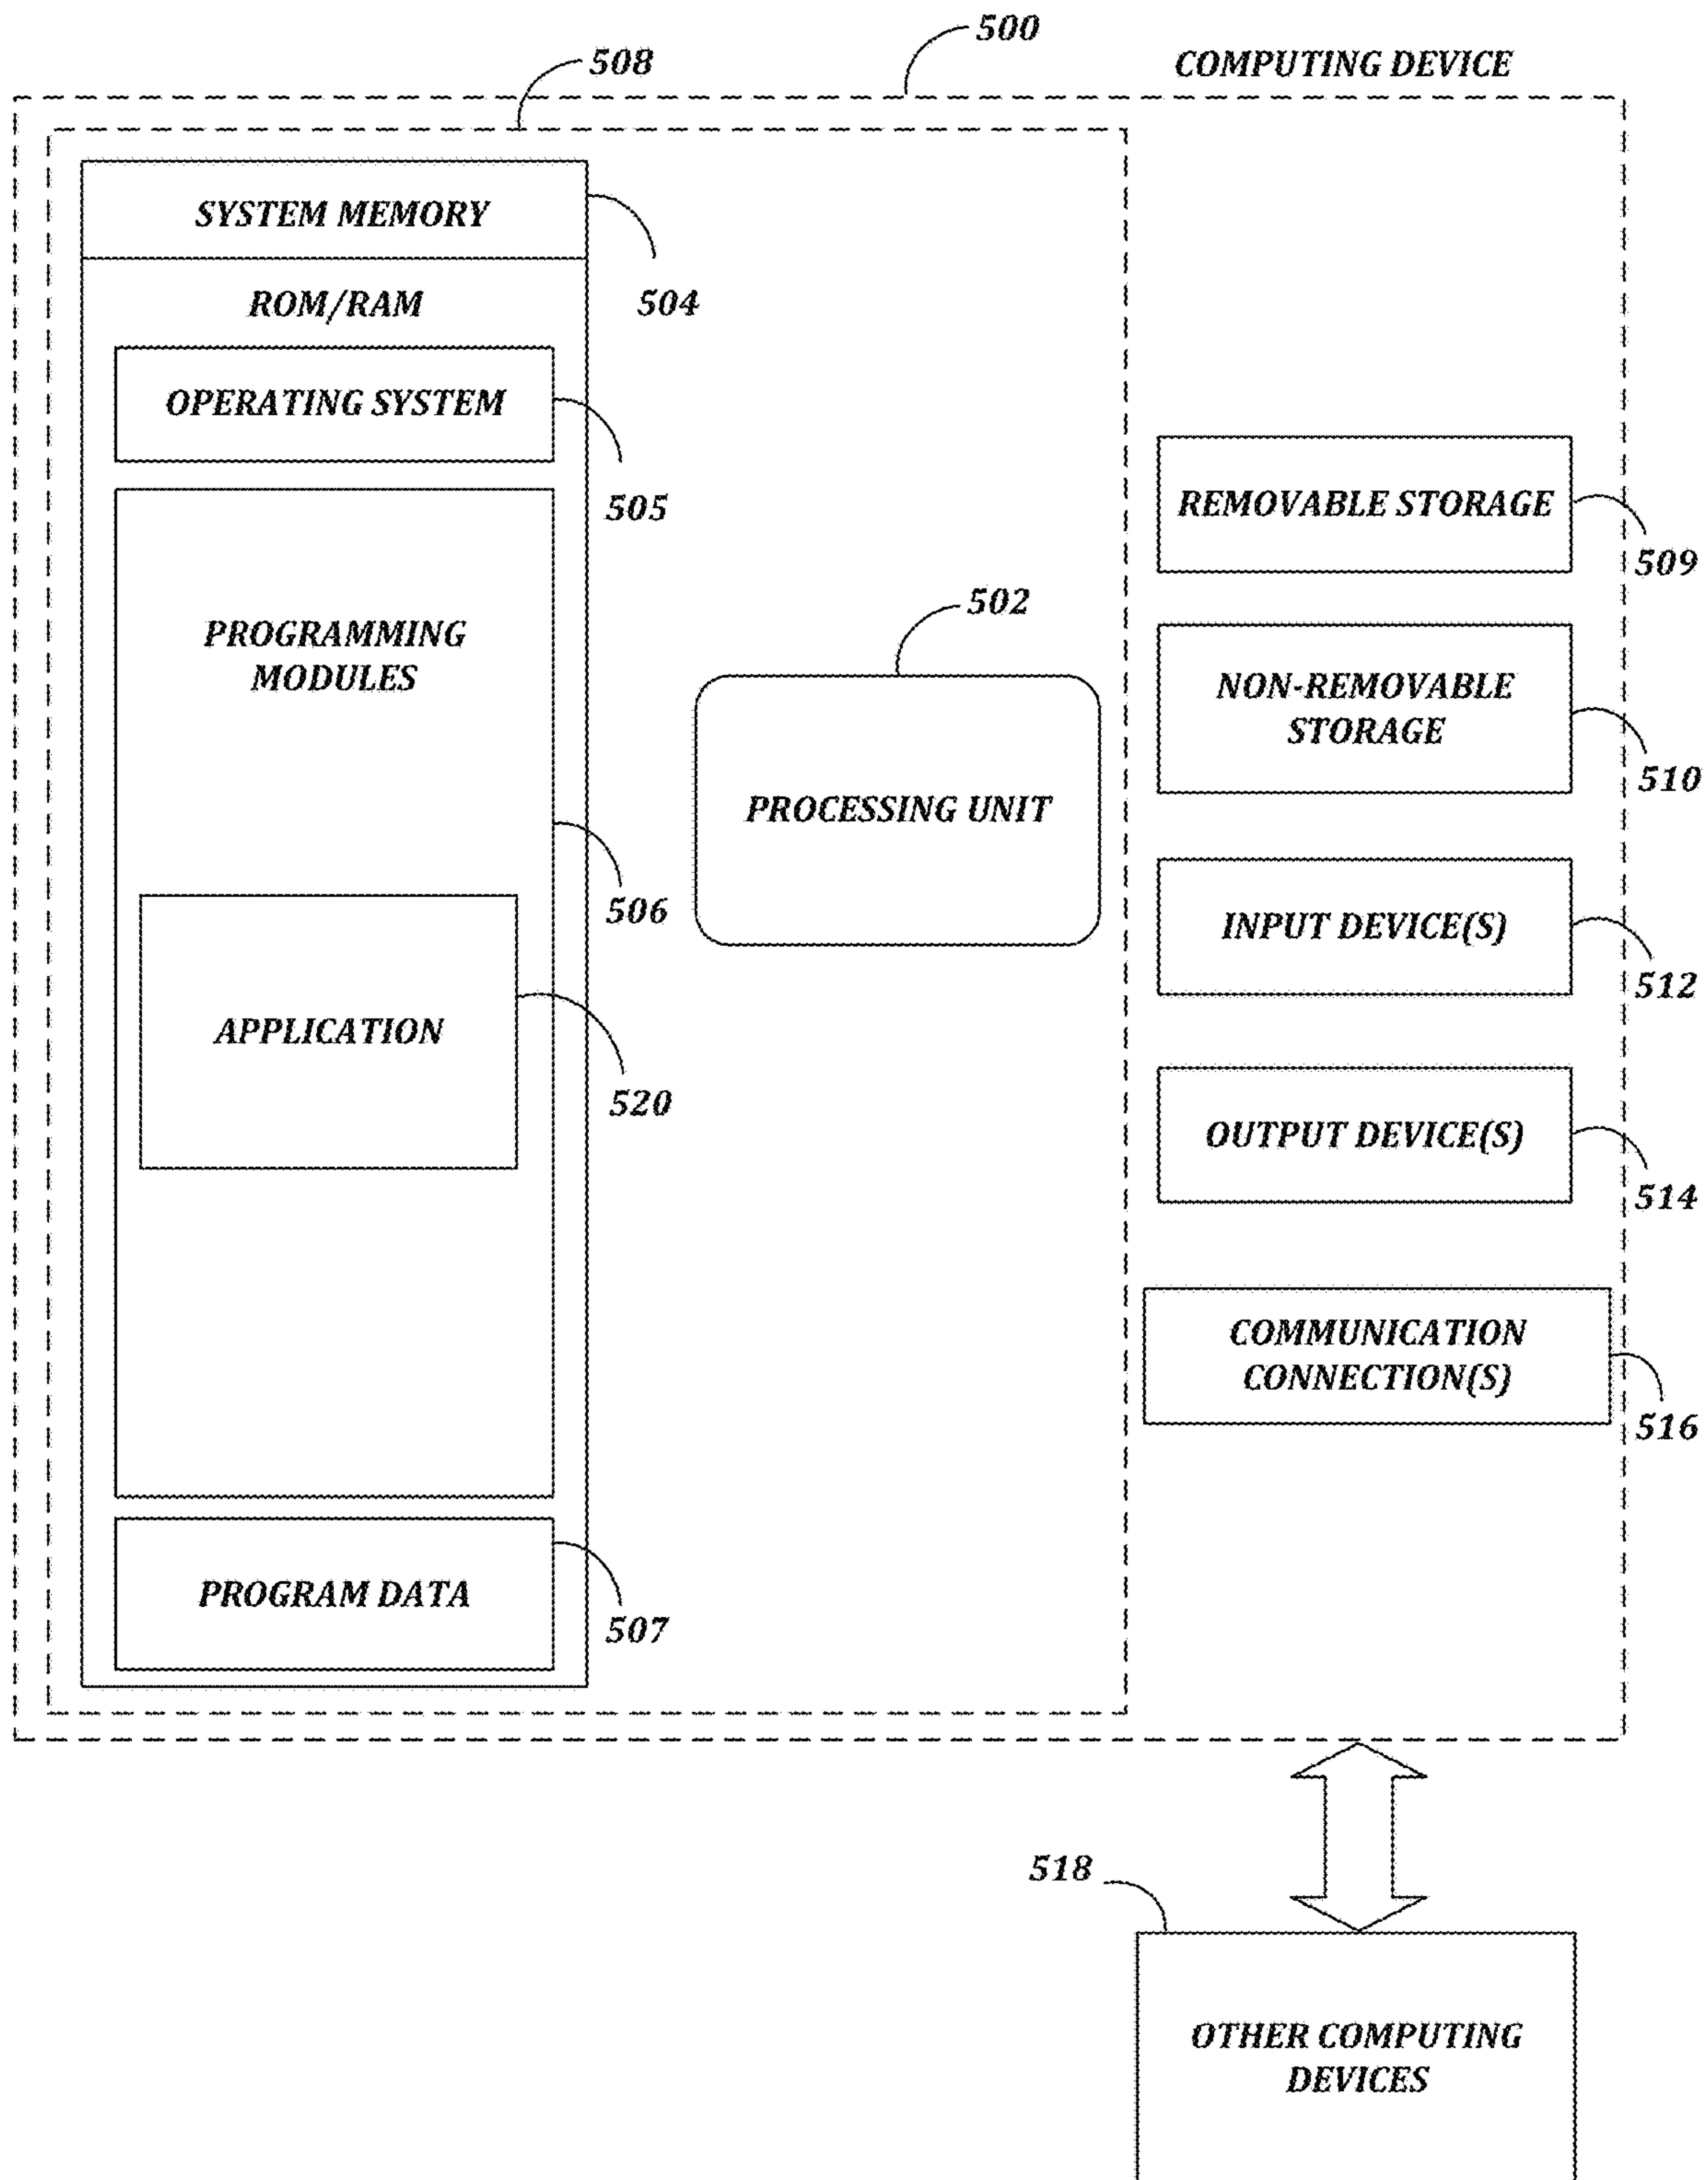 500
508
COMPUTING DEVICE
SYSTEM MEMORY
504
ROM/RAM
OPERATING SYSTEM
505
PROGRAMMING
MODULES
506
APPLICATION
520
PROGRAM DATA
507
502
PROCESSING UNIT
REMOVABLE STORAGE
509
NON-REMOVABLE
STORAGE
510
INPUT DEVICE(S)
512
OUTPUT DEVICE(S)
514
COMMUNICATION
CONNECTION(S)
516
518
OTHER COMPUTING
DEVICES